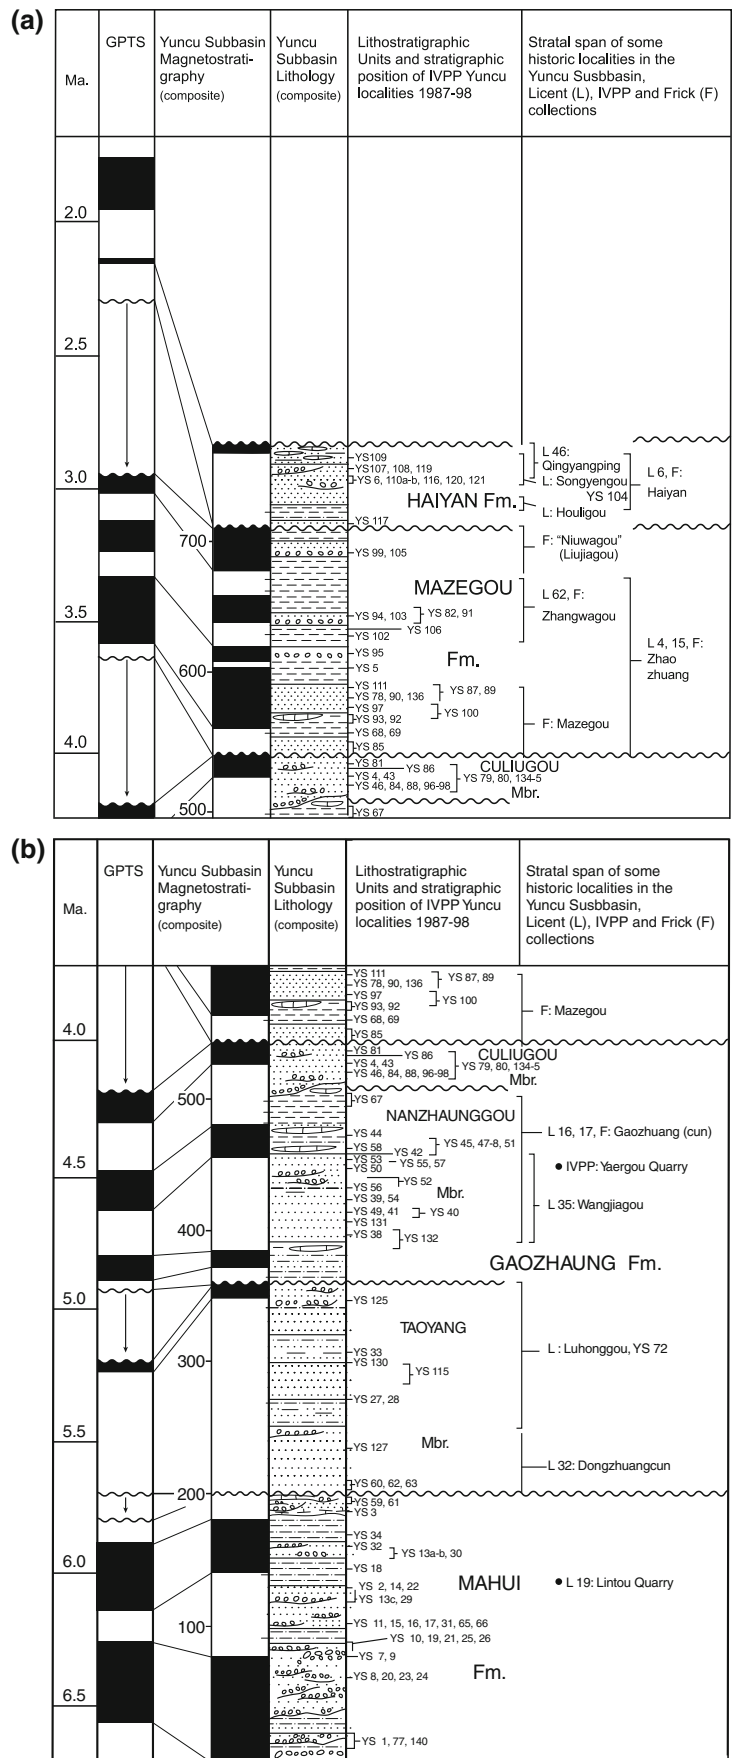 (a)
Ma.
GPTS
Yuncu Subbasin
Magnetostrati-
graphy
(composite)
Yuncu
Subbasin
Lithology
(composite)
Lithostratigraphic
Units and stratigraphic
position of IVPP Yuncu
localities 1987-98
Stratal span of some
historic localities in the
Yuncu Susbbasin,
Licent (L), IVPP and Frick (F)
collections
2.0
2.5
3.0
3.5
4.0
700
600
500
YS109
YS107, 108, 119
YS 6, 110a-b, 116, 120, 121
HAIYAN Fm.
YS 117
L 46:
Qingyangping
L: Songyengou
YS 104
L: Houligou
L 6, F:
Haiyan
YS 99, 105
F: “Niuwagou”
(Liujiagou)
MAZEGOU
Fm.
YS 94, 103
YS 82, 91
YS 106
YS 102
YS 95
YS 5
YS 111
YS 78, 90, 136
YS 87, 89
YS 97
YS 100
YS 93, 92
YS 68, 69
YS 85
L 62, F:
Zhangwagou
L 4, 15, F:
Zhao
zhuang
F: Mazegou
YS 81
YS 86
YS 4, 43
YS 79, 80, 134-5
YS 46, 84, 88, 96-98
CULIUGOU
Mbr.
YS 67
(b)
Ma.
GPTS
Yuncu Subbasin
Magnetostrati-
graphy
(composite)
Yuncu
Subbasin
Lithology
(composite)
Lithostratigraphic
Units and stratigraphic
position of IVPP Yuncu
localities 1987-98
Stratal span of some
historic localities in the
Yuncu Susbbasin,
Licent (L), IVPP and Frick (F)
collections
4.0
4.5
5.0
5.5
6.0
6.5
500
400
300
200
100
YS 111
YS 78, 90, 136
YS 87, 89
YS 97
YS 100
YS 93, 92
YS 68, 69
YS 85
F: Mazegou
YS 81
YS 86
YS 4, 43
YS 79, 80, 134-5
YS 46, 84, 88, 96-98
CULIUGOU
Mbr.
YS 67
NANZHAUNGGOU
Mbr.
YS 44
YS 58
YS 42
YS 45, 47-8, 51
YS 53
YS 55, 57
YS 50
YS 52
YS 56
YS 39, 54
YS 49, 41
YS 40
YS 131
YS 38
YS 132
L 16, 17, F: Gaozhuang (cun)
IVPP: Yaergou Quarry
L 35: Wangjiagou
GAOZHAUNG Fm.
YS 125
TAOYANG
Mbr.
YS 33
YS 130
YS 115
YS 27, 28
YS 127
YS 60, 62, 63
L : Luhonggou, YS 72
L 32: Dongzhuangcun
YS 59, 61
YS 3
YS 34
YS 32
YS 13a-b, 30
YS 18
YS 2, 14, 22
YS 13c, 29
MAHUI
Fm.
L 19: Lintou Quarry
YS 11, 15, 16, 17, 31, 65, 66
YS 10, 19, 21, 25, 26
YS 7, 9
YS 8, 20, 23, 24
YS 1, 77, 140